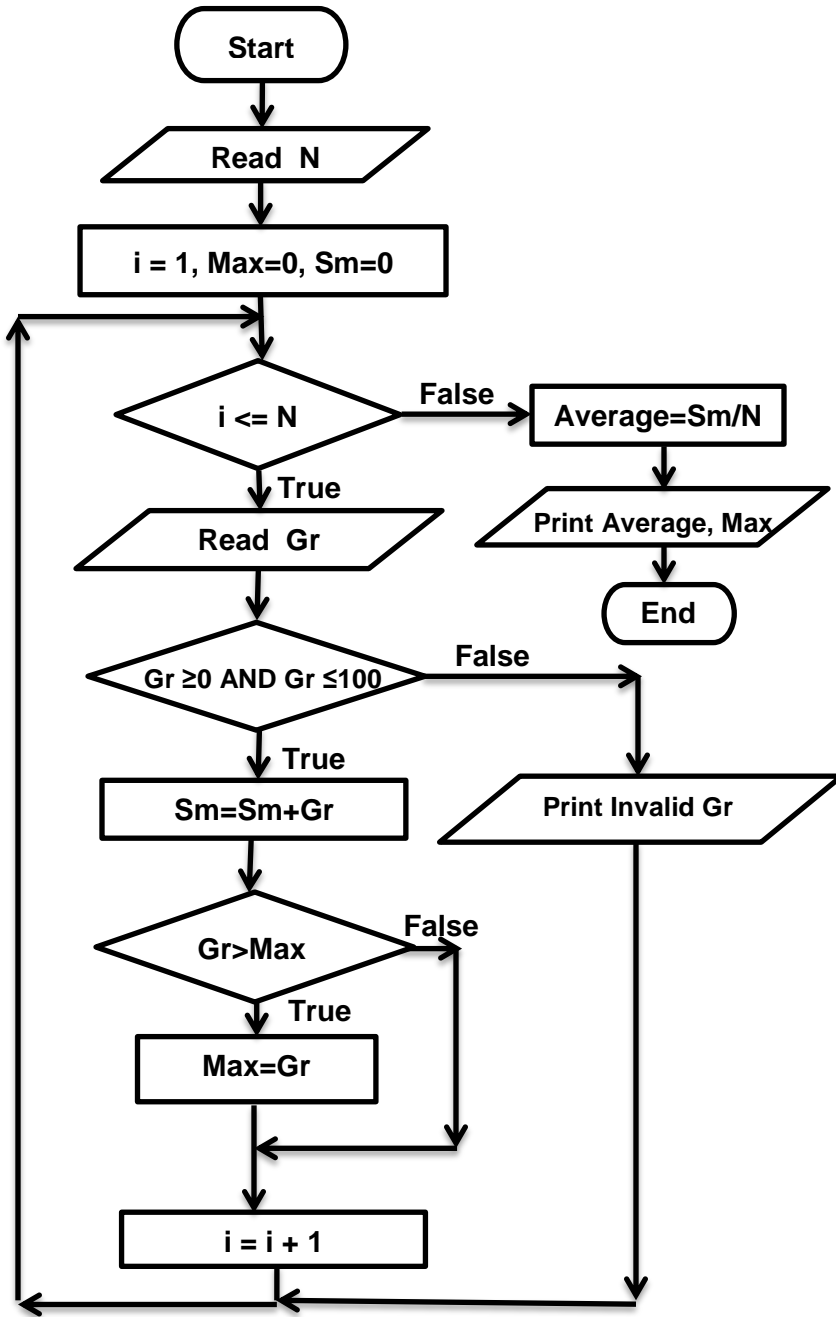 Start
Read N
i = 1, Max=0, Sm=0
i <= N
False
Average=Sm/N
True
Print Average, Max
Read Gr
End
Gr ≥0 AND Gr ≤100
False
True
Sm=Sm+Gr
Print Invalid Gr
Gr>Max
False
True
Max=Gr
i = i + 1